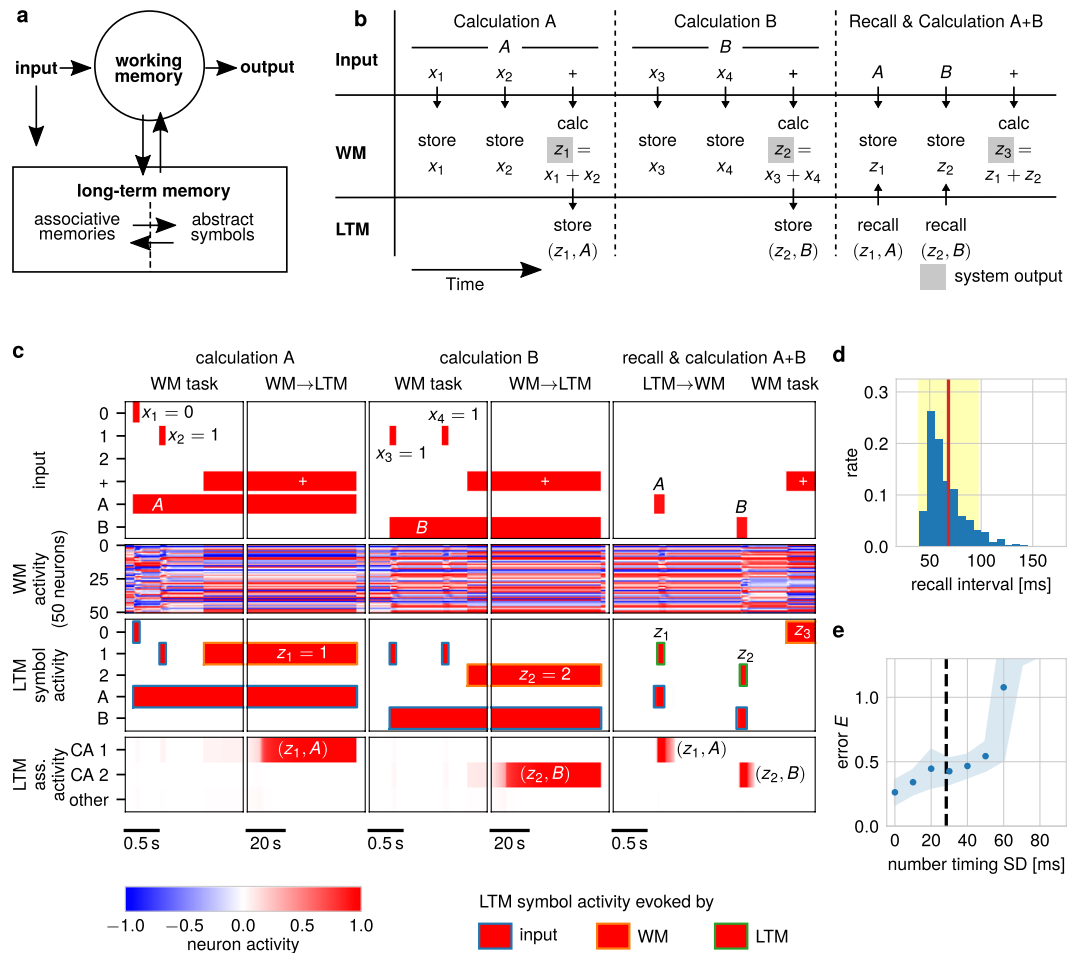 a
input
working
memory
output
long-term memory
associative
memories
abstract
symbols
b
Calculation A
Calculation B
Recall & Calculation A+B
Input
A
B
x₁
x₂
+
x₃
x₄
+
A
B
+
WM
store
x₁
store
x₂
calc
z₁ =
x₁ + x₂
store
x₃
store
x₄
calc
z₂ =
x₃ + x₄
store
z₁
store
z₂
calc
z₃ =
z₁ + z₂
LTM
store
(z₁, A)
store
(z₂, B)
recall
(z₁, A)
recall
(z₂, B)
Time
system output
c
calculation A
calculation B
recall & calculation A+B
WM task
WM→LTM
WM task
WM→LTM
LTM→WM
WM task
input
0
1
2
+
A
B
x₁ = 0
x₂ = 1
+
A
x₃ = 1
x₄ = 1
+
B
A
B
+
WM
activity
(50 neurons)
0
25
50
LTM
symbol
activity
0
1
2
A
B
z₁ = 1
z₂ = 2
z₁
z₂
z₃
LTM
ass.
activity
CA 1
CA 2
other
(z₁, A)
(z₂, B)
(z₁, A)
(z₂, B)
0.5 s
20 s
0.5 s
20 s
0.5 s
−1.0
−0.5
0.0
0.5
1.0
neuron activity
LTM symbol activity evoked by
input
WM
LTM
d
rate
0.3
0.2
0.1
0.0
50
100
150
recall interval [ms]
e
error E
1.0
0.5
0.0
0
20
40
60
80
number timing SD [ms]